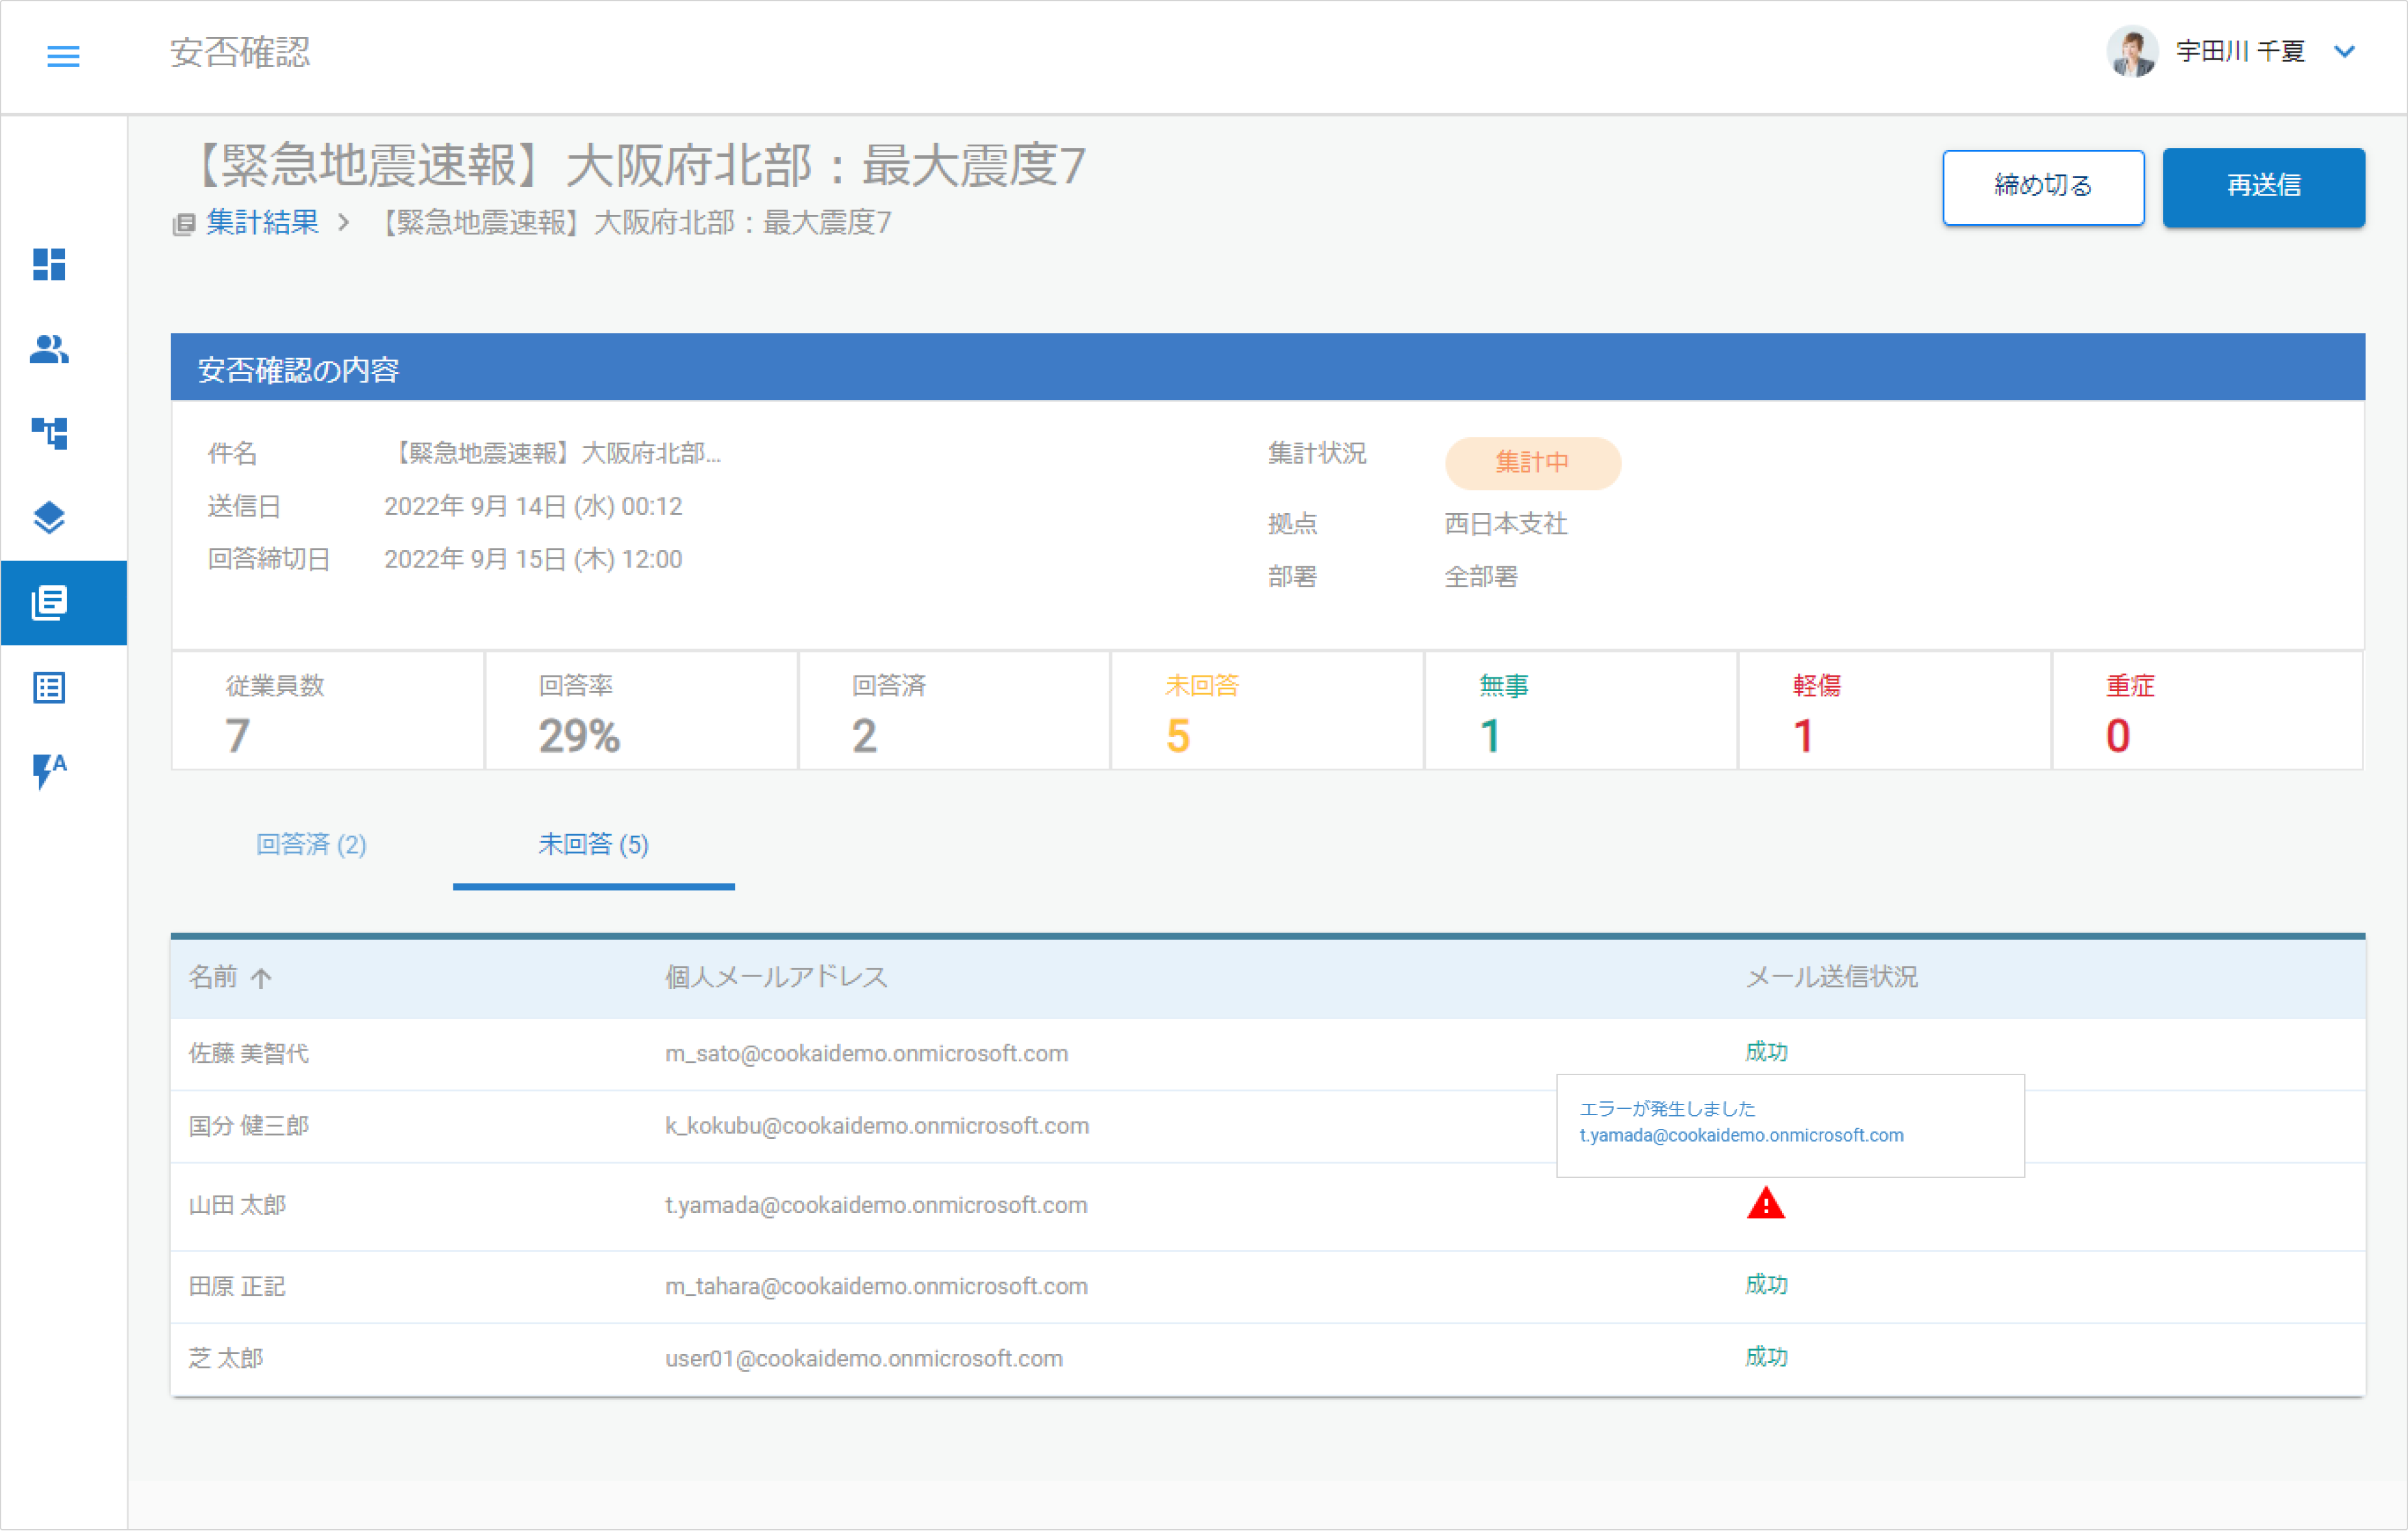 安否確認
宇田川 千夏
【緊急地震速報】大阪府北部：最大震度7
締め切る
再送信
集計結果 > 【緊急地震速報】大阪府北部：最大震度7
安否確認の内容
件名 【緊急地震速報】大阪府北部...
送信日 2022年 9月 14日 (水) 00:12
回答締切日 2022年 9月 15日 (木) 12:00
集計状況 集計中
拠点 西日本支社
部署 全部署
従業員数
7
回答率
29%
回答済
2
未回答
5
無事
1
軽傷
1
重症
0
回答済 (2)
未回答 (5)
名前 個人メールアドレス メール送信状況
佐藤 美智代 m_sato@cookaidemo.onmicrosoft.com 成功
国分 健三郎 k_kokubu@cookaidemo.onmicrosoft.com
エラーが発生しました
t.yamada@cookaidemo.onmicrosoft.com
山田 太郎 t.yamada@cookaidemo.onmicrosoft.com
田原 正記 m_tahara@cookaidemo.onmicrosoft.com 成功
芝 太郎 user01@cookaidemo.onmicrosoft.com 成功